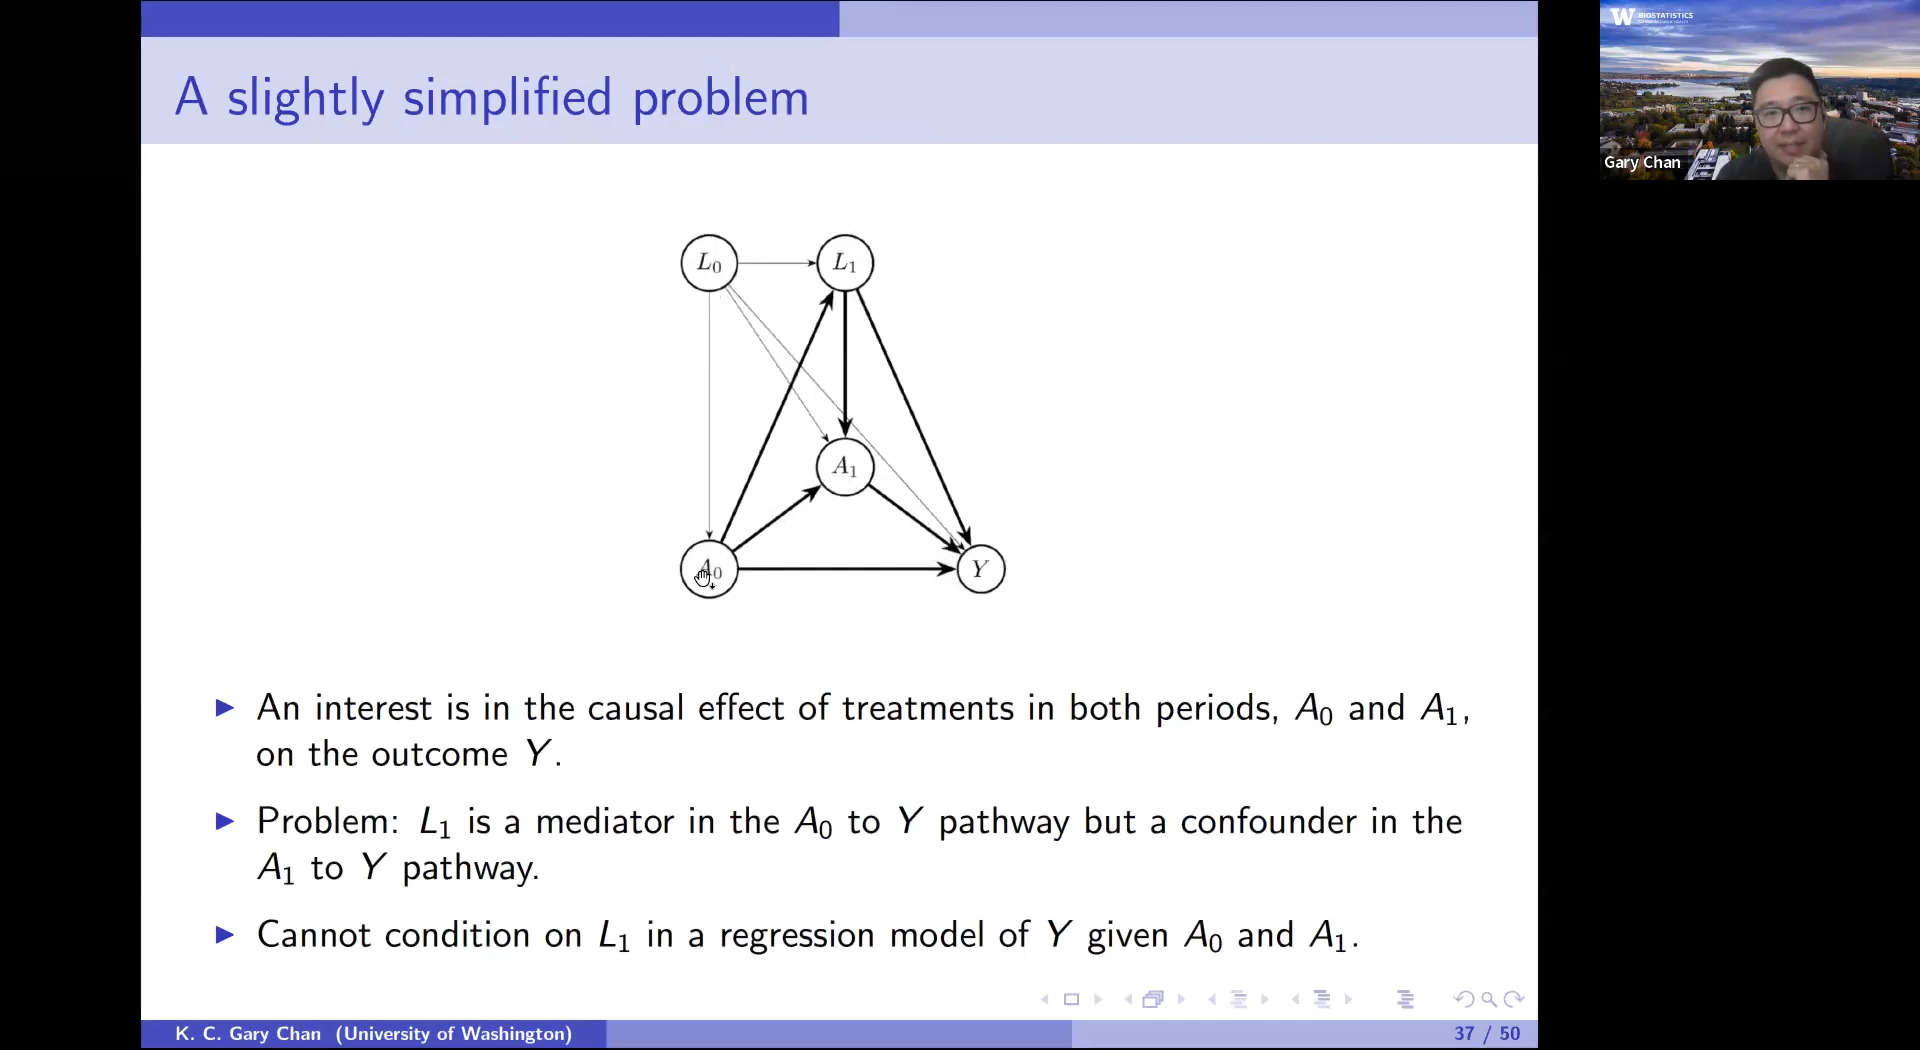 A slightly simplified problem
W BIOSTATISTICS
Gary Chan
L0
L1
A1
A0
Y
An interest is in the causal effect of treatments in both periods, A0 and A1,
on the outcome Y.
Problem: L1 is a mediator in the A0 to Y pathway but a confounder in the
A1 to Y pathway.
Cannot condition on L1 in a regression model of Y given A0 and A1.
K. C. Gary Chan (University of Washington)
37 / 50